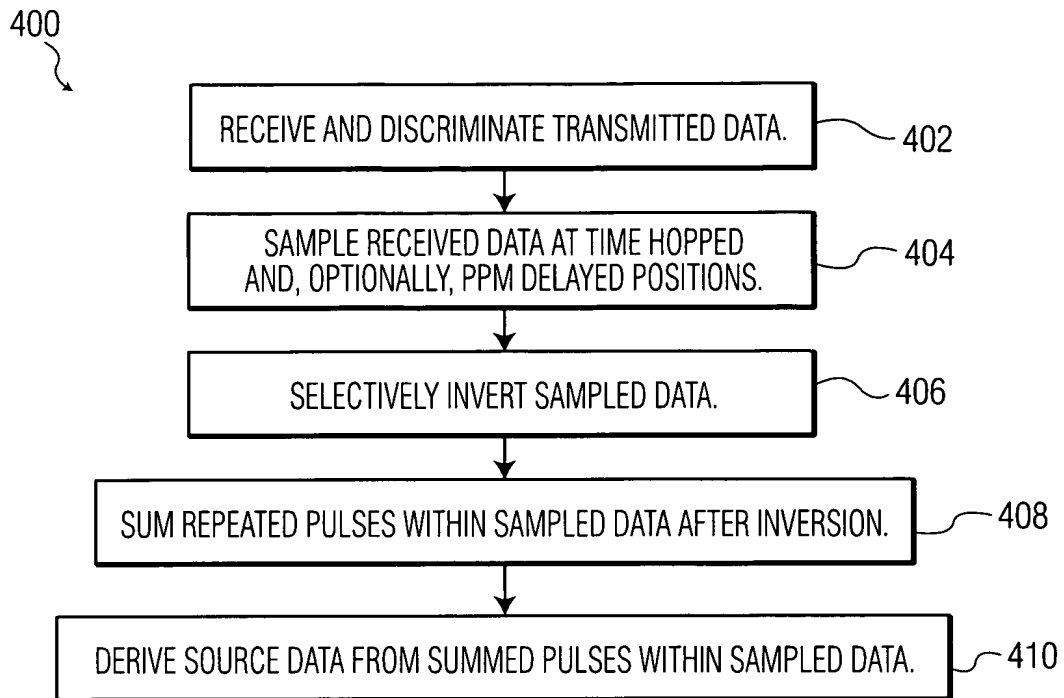 400
RECEIVE AND DISCRIMINATE TRANSMITTED DATA.
402
SAMPLE RECEIVED DATA AT TIME HOPPED
AND, OPTIONALLY, PPM DELAYED POSITIONS.
404
SELECTIVELY INVERT SAMPLED DATA.
406
SUM REPEATED PULSES WITHIN SAMPLED DATA AFTER INVERSION.
408
DERIVE SOURCE DATA FROM SUMMED PULSES WITHIN SAMPLED DATA.
410